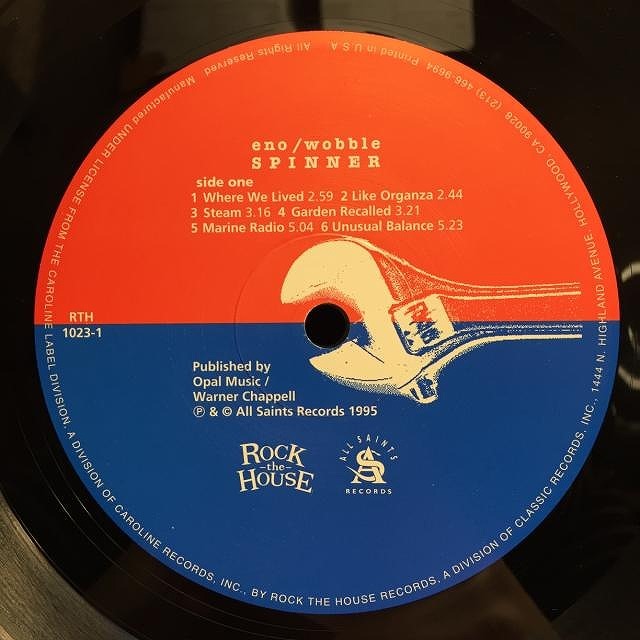 eno/wobble
SPINNER
side one
1 Where We Lived 2.59 2 Like Organza 2.44
3 Steam 3.16 4 Garden Recalled 3.21
5 Marine Radio 5.04 6 Unusual Balance 5.23
RTH
1023-1
Published by
Opal Music /
Warner Chappell
℗ & © All Saints Records 1995
ROCK
-the-
HOUSE
ALL SAINTS
AS
RECORDS
Manufactured UNDER LICENSE FROM THE CAROLINE LABEL DIVISION, A DIVISION OF CAROLINE RECORDS, INC., BY ROCK THE HOUSE RECORDS, A DIVISION OF CLASSIC RECORDS, INC., 1444 N. HIGHLAND AVENUE, HOLLYWOOD, CA 90028 (213) 466-9694 Printed in U S A All Rights Reserved